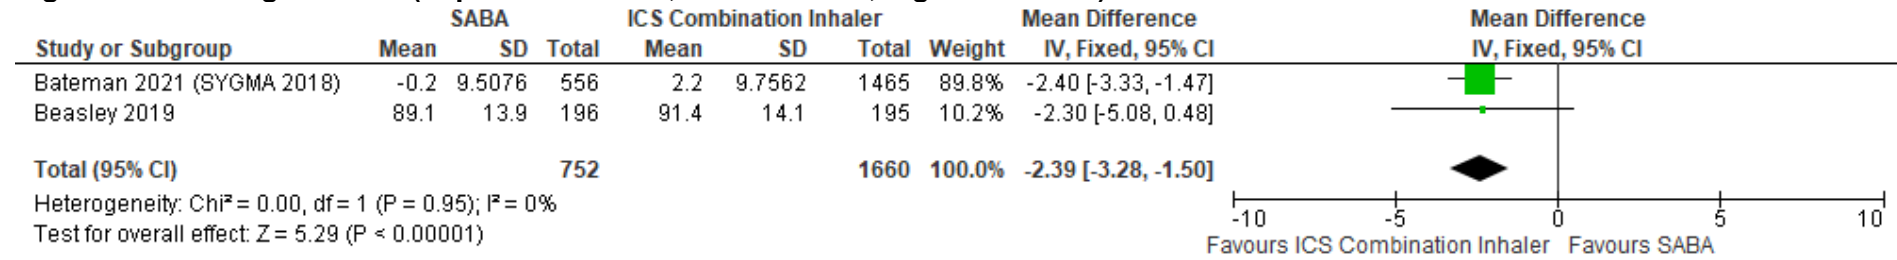 SABA ICS Combination Inhaler Mean Difference Mean Difference
Study or Subgroup Mean SD Total Mean SD Total Weight IV, Fixed, 95% CI IV, Fixed, 95% CI
Bateman 2021 (SYGMA 2018) -0.2 9.5076 556 2.2 9.7562 1465 89.8% -2.40 [-3.33, -1.47]
Beasley 2019 89.1 13.9 196 91.4 14.1 195 10.2% -2.30 [-5.08, 0.48]
Total (95% CI) 752 1660 100.0% -2.39 [-3.28, -1.50]
Heterogeneity: Chi² = 0.00, df = 1 (P = 0.95); I² = 0%
Test for overall effect: Z = 5.29 (P < 0.00001)
-10 -5 0 5 10
Favours ICS Combination Inhaler Favours SABA